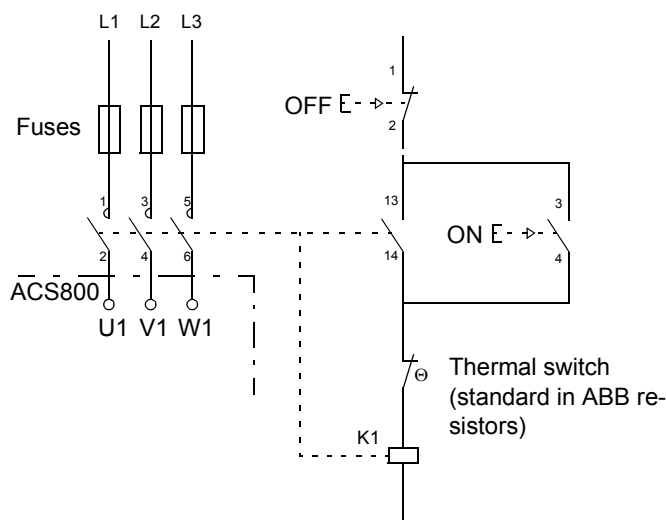 L1 L2 L3
1
OFF
2
Fuses
1 3 5
13
3
ON
2 4 6
14
4
ACS800
U1 V1 W1
Thermal switch
Θ
(standard in ABB re-
sistors)
K1